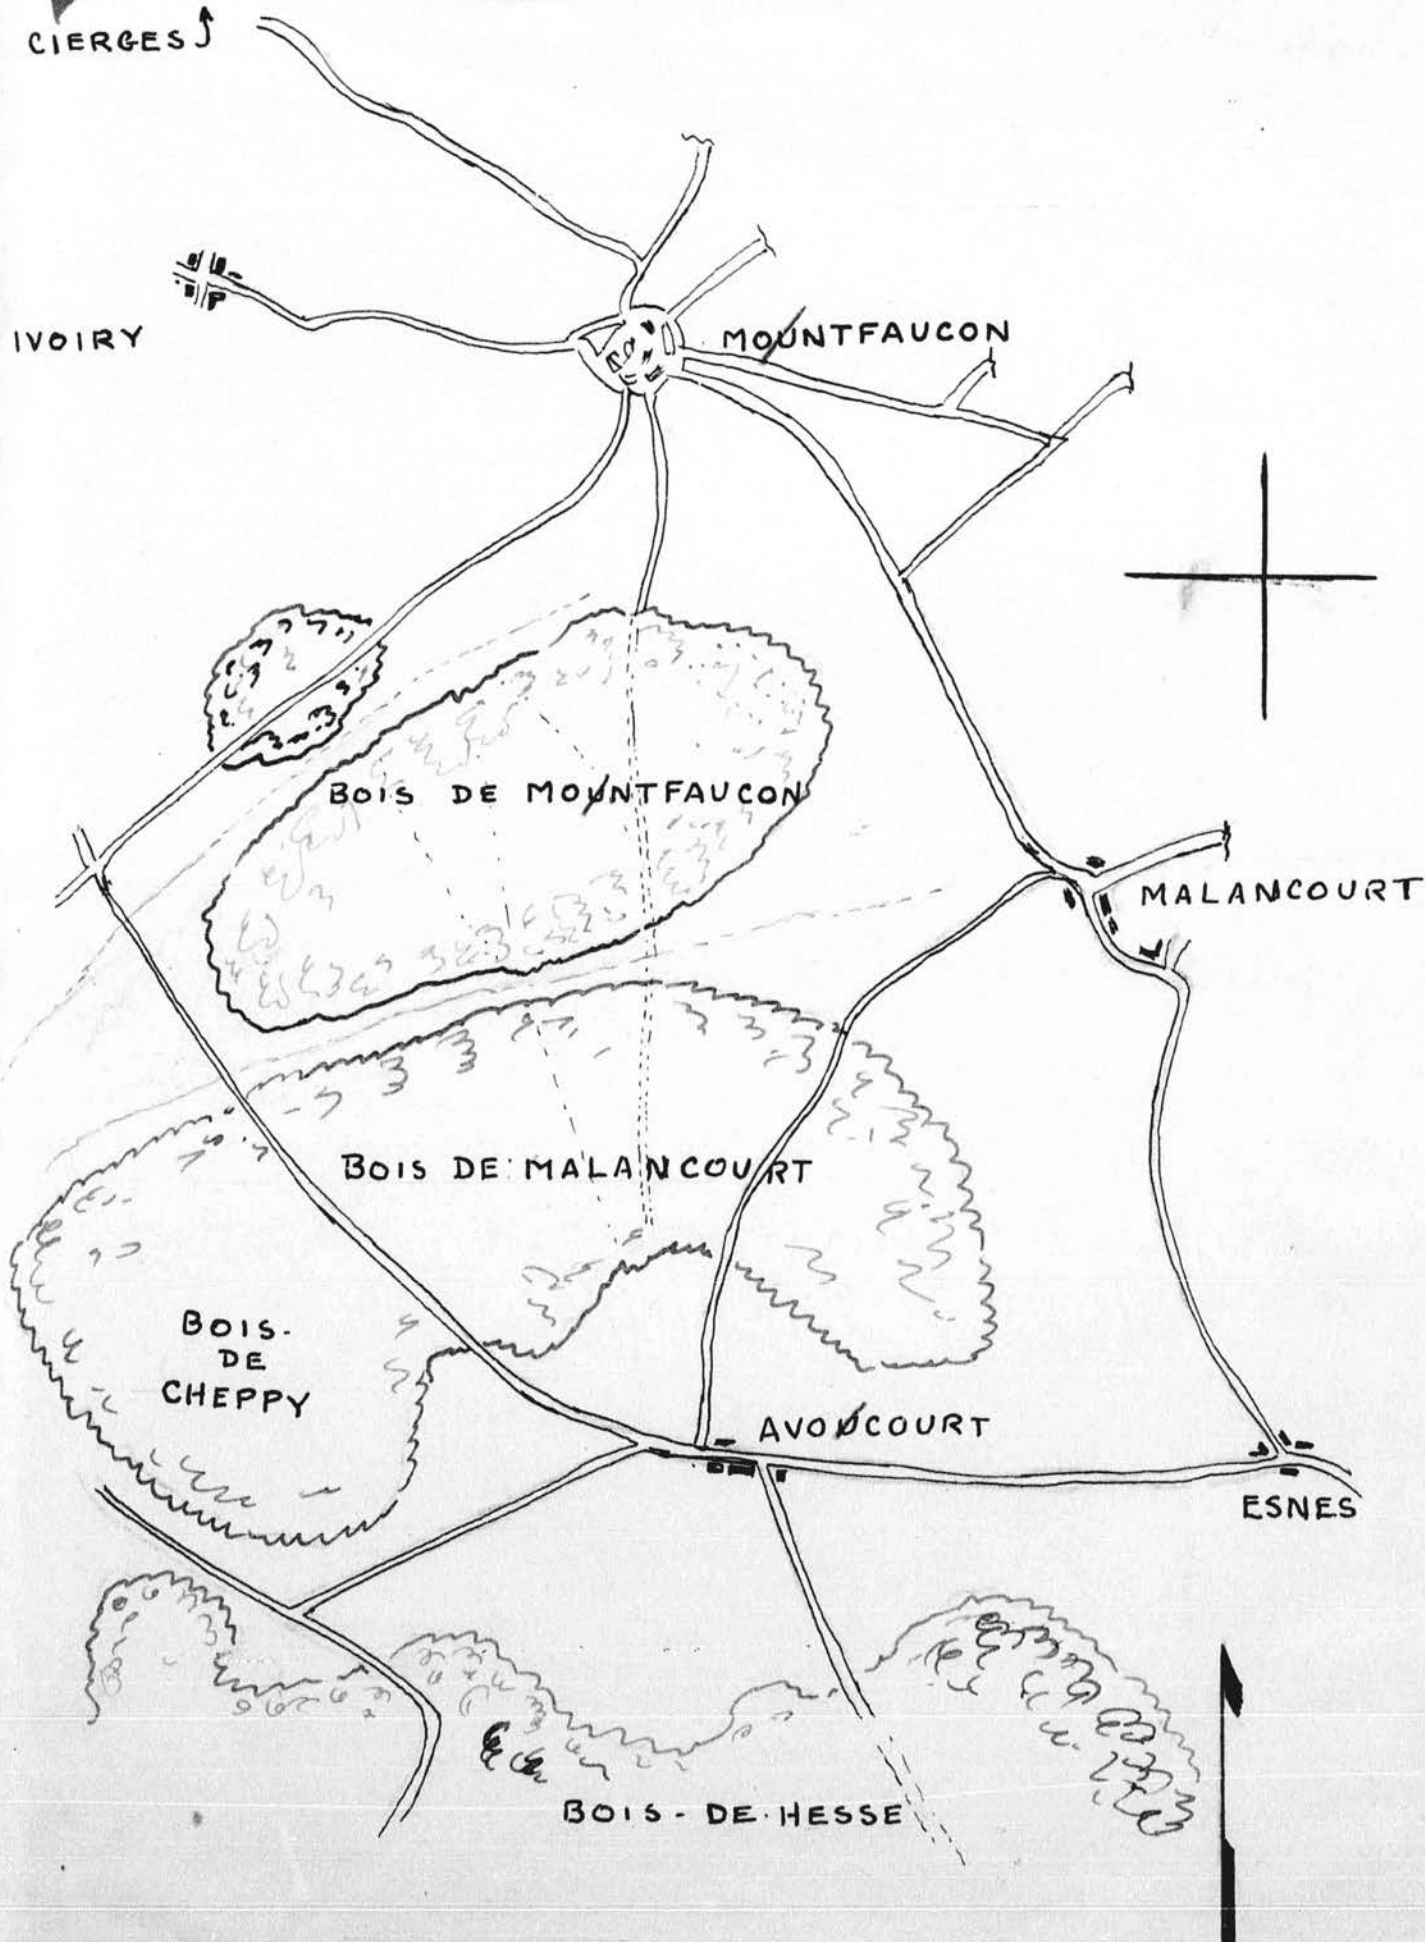 CIERGES
IVOIRY
MOUNTFAUCON
BOIS DE MOUNTFAUCON
MALANCOURT
BOIS DE MALANCOURT
BOIS-
DE
CHEPPY
AVOUCOURT
ESNES
BOIS-DE-HESSE